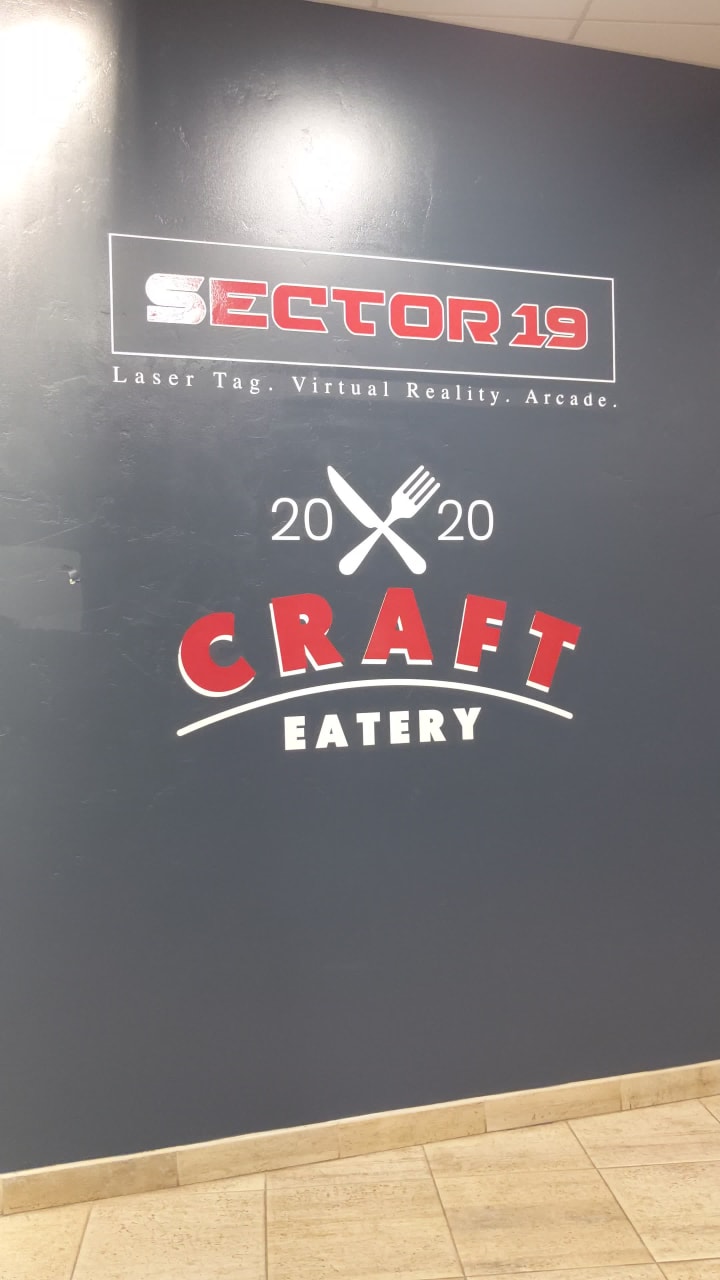 SECTOR 19
Laser Tag. Virtual Reality. Arcade.
20 20
CRAFT
EATERY